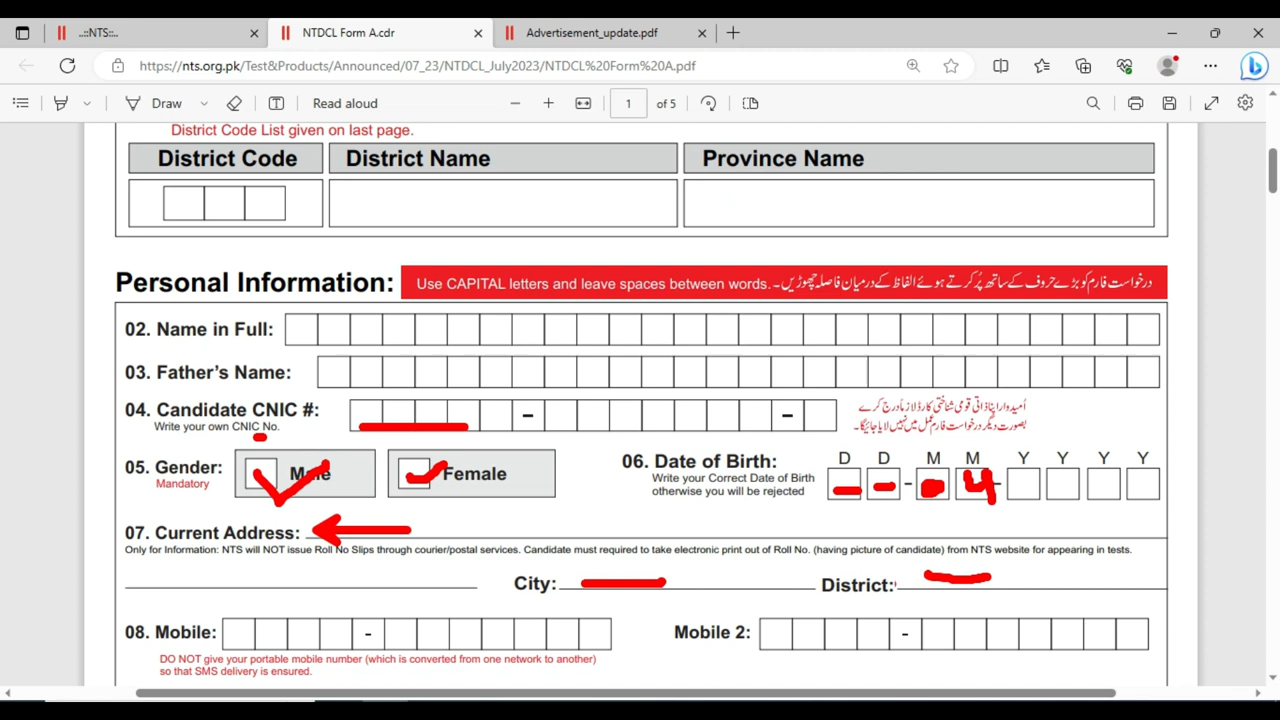 ..::NTS::..
NTDCL Form A.cdr
Advertisement_update.pdf
https://nts.org.pk/Test&Products/Announced/07_23/NTDCL_July2023/NTDCL%20Form%20A.pdf
Draw
Read aloud
1 of 5
District Code List given on last page.
District Code District Name Province Name
Personal Information: Use CAPITAL letters and leave spaces between words. درخواست فارم کو بڑے حروف کے ساتھ پُر کرتے ہوئے الفاظ کے درمیان فاصلہ چھوڑیں۔
02. Name in Full:
03. Father's Name:
04. Candidate CNIC #: - -
Write your own CNIC No.
اُمیدوار اپنا ذاتی قومی شناختی کارڈ لازماً درج کرے
بصورت دیگر درخواست فارم عمل میں نہیں لایا جائیگا۔
05. Gender:
Mandatory
Male
Female
06. Date of Birth: D D M M Y Y Y Y
Write your Correct Date of Birth
otherwise you will be rejected
- 4 -
07. Current Address:
Only for Information: NTS will NOT issue Roll No Slips through courier/postal services. Candidate must required to take electronic print out of Roll No. (having picture of candidate) from NTS website for appearing in tests.
City: District:
08. Mobile: - Mobile 2: -
DO NOT give your portable mobile number (which is converted from one network to another)
so that SMS delivery is ensured.